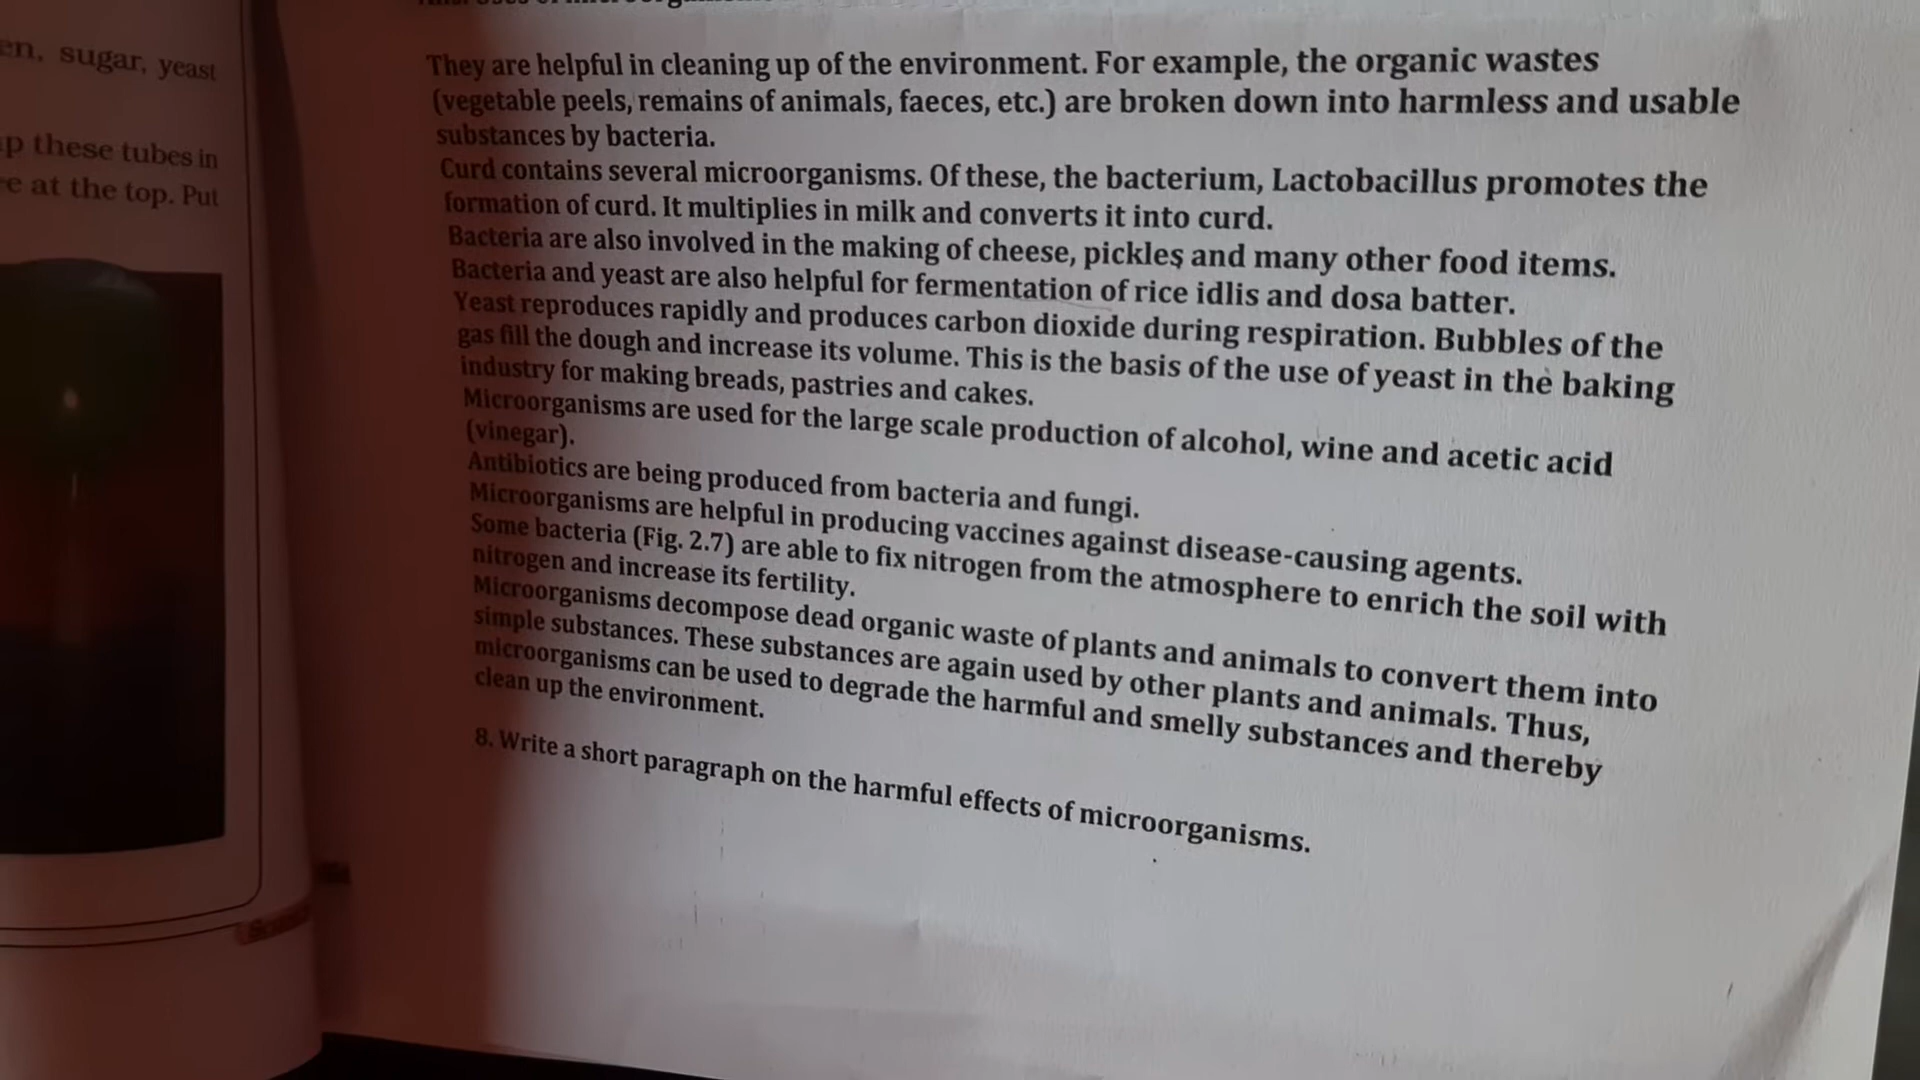 en, sugar, yeast
these tubes in
at the top. Put
They are helpful in cleaning up of the environment. For example, the organic wastes
(vegetable peels, remains of animals, faeces, etc.) are broken down into harmless and usable
substances by bacteria.
Curd contains several microorganisms. Of these, the bacterium, Lactobacillus promotes the
formation of curd. It multiplies in milk and converts it into curd.
Bacteria are also involved in the making of cheese, pickles and many other food items.
Bacteria and yeast are also helpful for fermentation of rice idlis and dosa batter.
Yeast reproduces rapidly and produces carbon dioxide during respiration. Bubbles of the
gas fill the dough and increase its volume. This is the basis of the use of yeast in the baking
industry for making breads, pastries and cakes.
Microorganisms are used for the large scale production of alcohol, wine and acetic acid
(vinegar).
Antibiotics are being produced from bacteria and fungi.
Microorganisms are helpful in producing vaccines against disease-causing agents.
Some bacteria (Fig. 2.7) are able to fix nitrogen from the atmosphere to enrich the soil with
nitrogen and increase its fertility.
Microorganisms decompose dead organic waste of plants and animals to convert them into
simple substances. These substances are again used by other plants and animals. Thus,
microorganisms can be used to degrade the harmful and smelly substances and thereby
clean up the environment.
8. Write a short paragraph on the harmful effects of microorganisms.